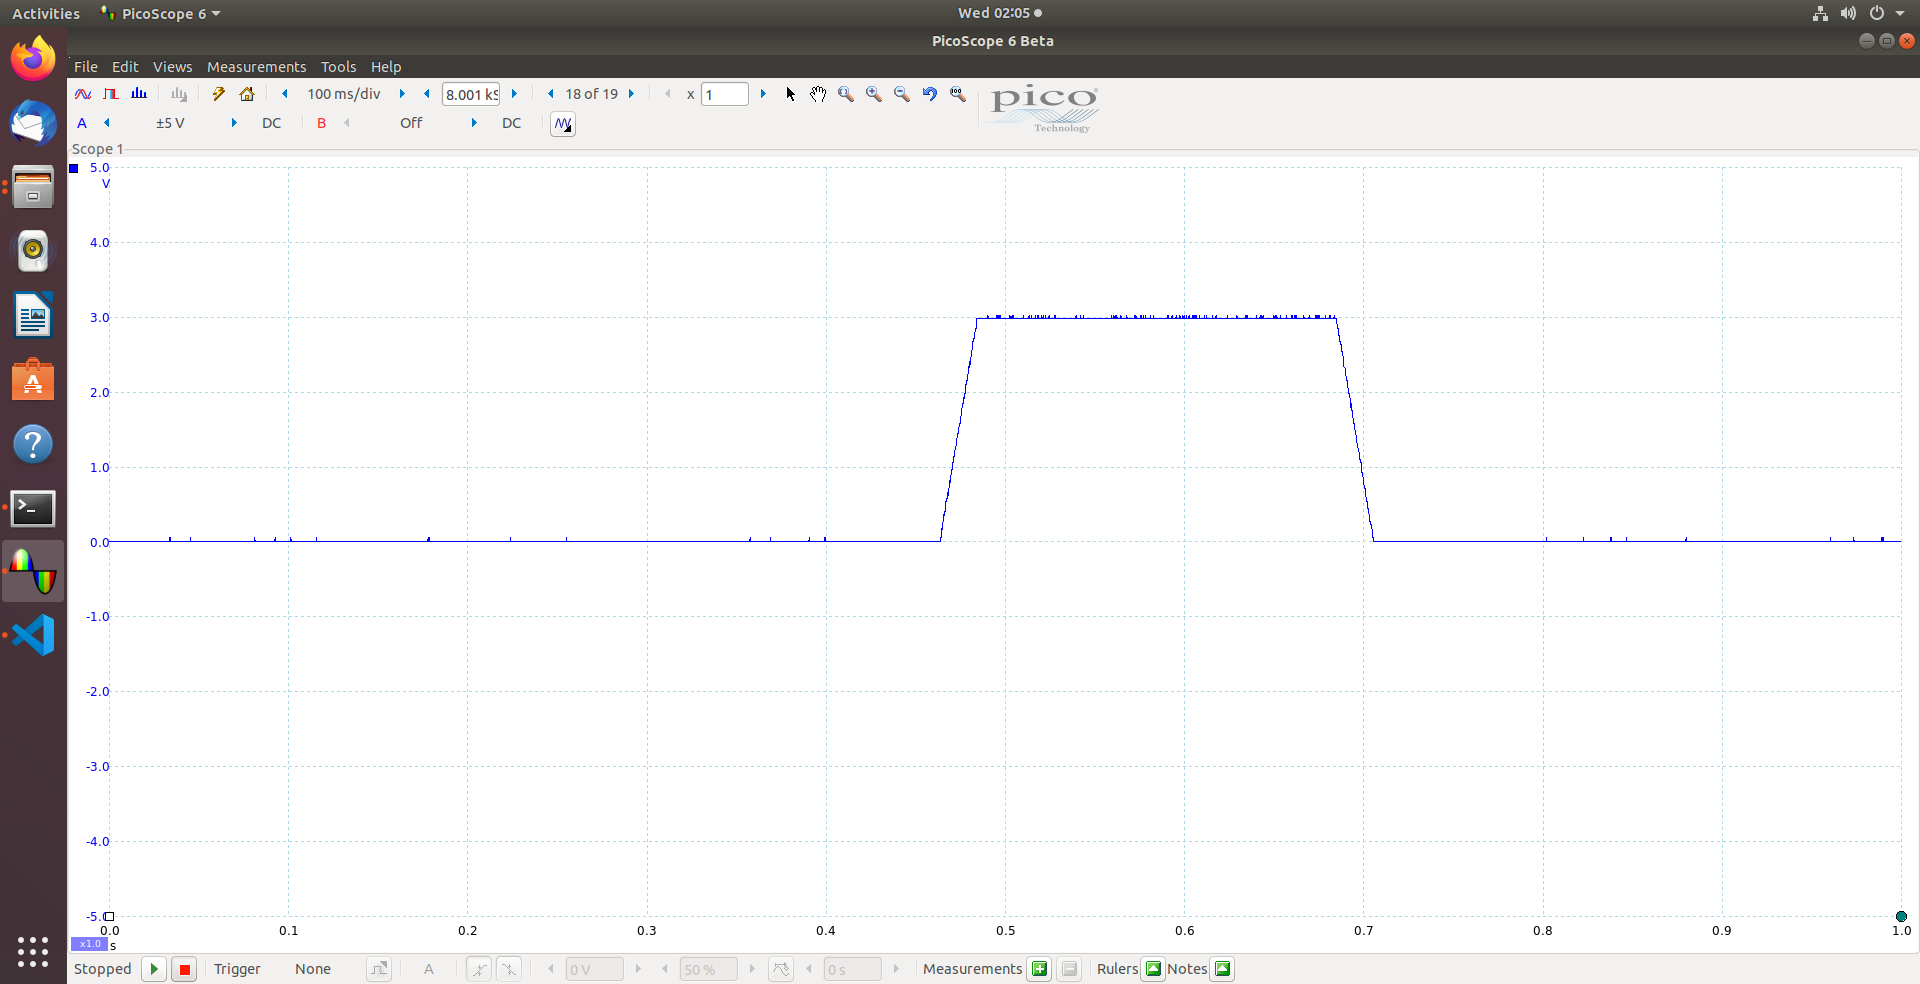 Activities PicoScope 6 Wed 02:05
PicoScope 6 Beta
File Edit Views Measurements Tools Help
100 ms/div 8.001 kS 18 of 19 x 1
pico
Technology
A ±5 V DC B Off DC
Scope 1
5.0
V
4.0
3.0
2.0
1.0
0.0
-1.0
-2.0
-3.0
-4.0
-5.0
0.0 0.1 0.2 0.3 0.4 0.5 0.6 0.7 0.8 0.9 1.0
x1.0 s
Stopped Trigger None A 0 V 50 % 0 s Measurements Rulers Notes